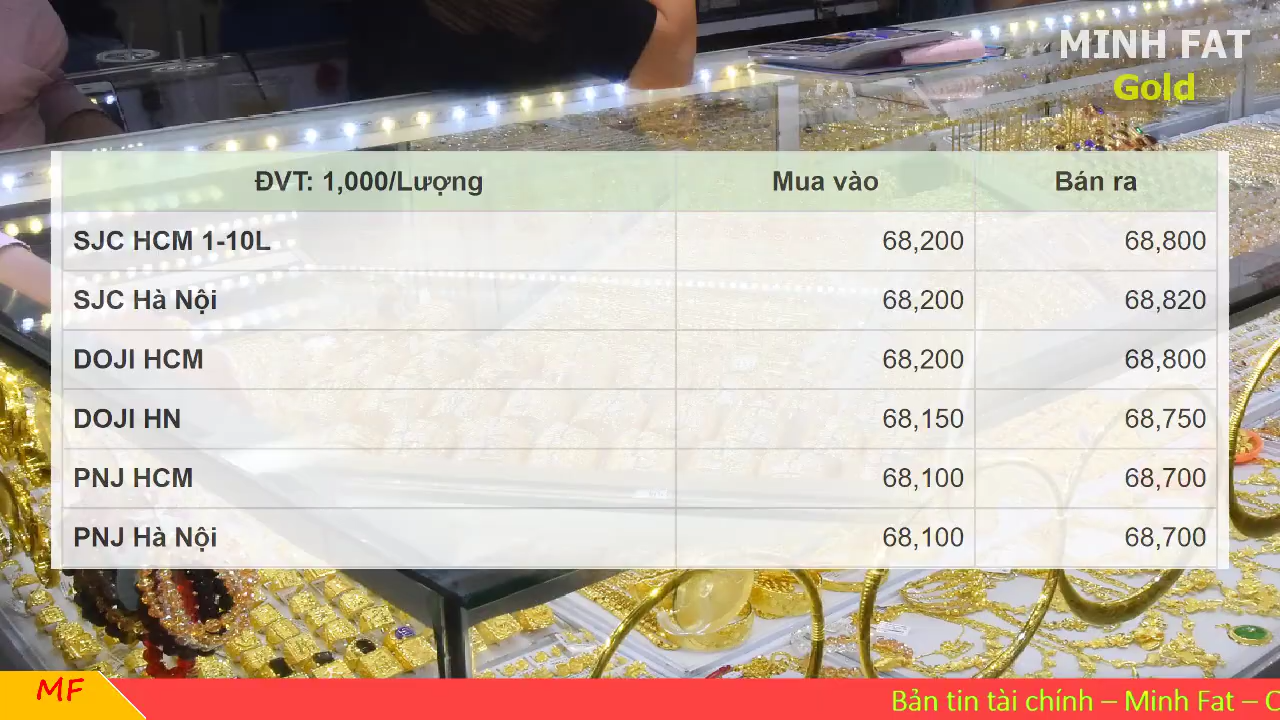 MINH FAT
Gold
ĐVT: 1,000/Lượng Mua vào Bán ra
SJC HCM 1-10L 68,200 68,800
SJC Hà Nội 68,200 68,820
DOJI HCM 68,200 68,800
DOJI HN 68,150 68,750
PNJ HCM 68,100 68,700
PNJ Hà Nội 68,100 68,700
MF
Bản tin tài chính – Minh Fat – C